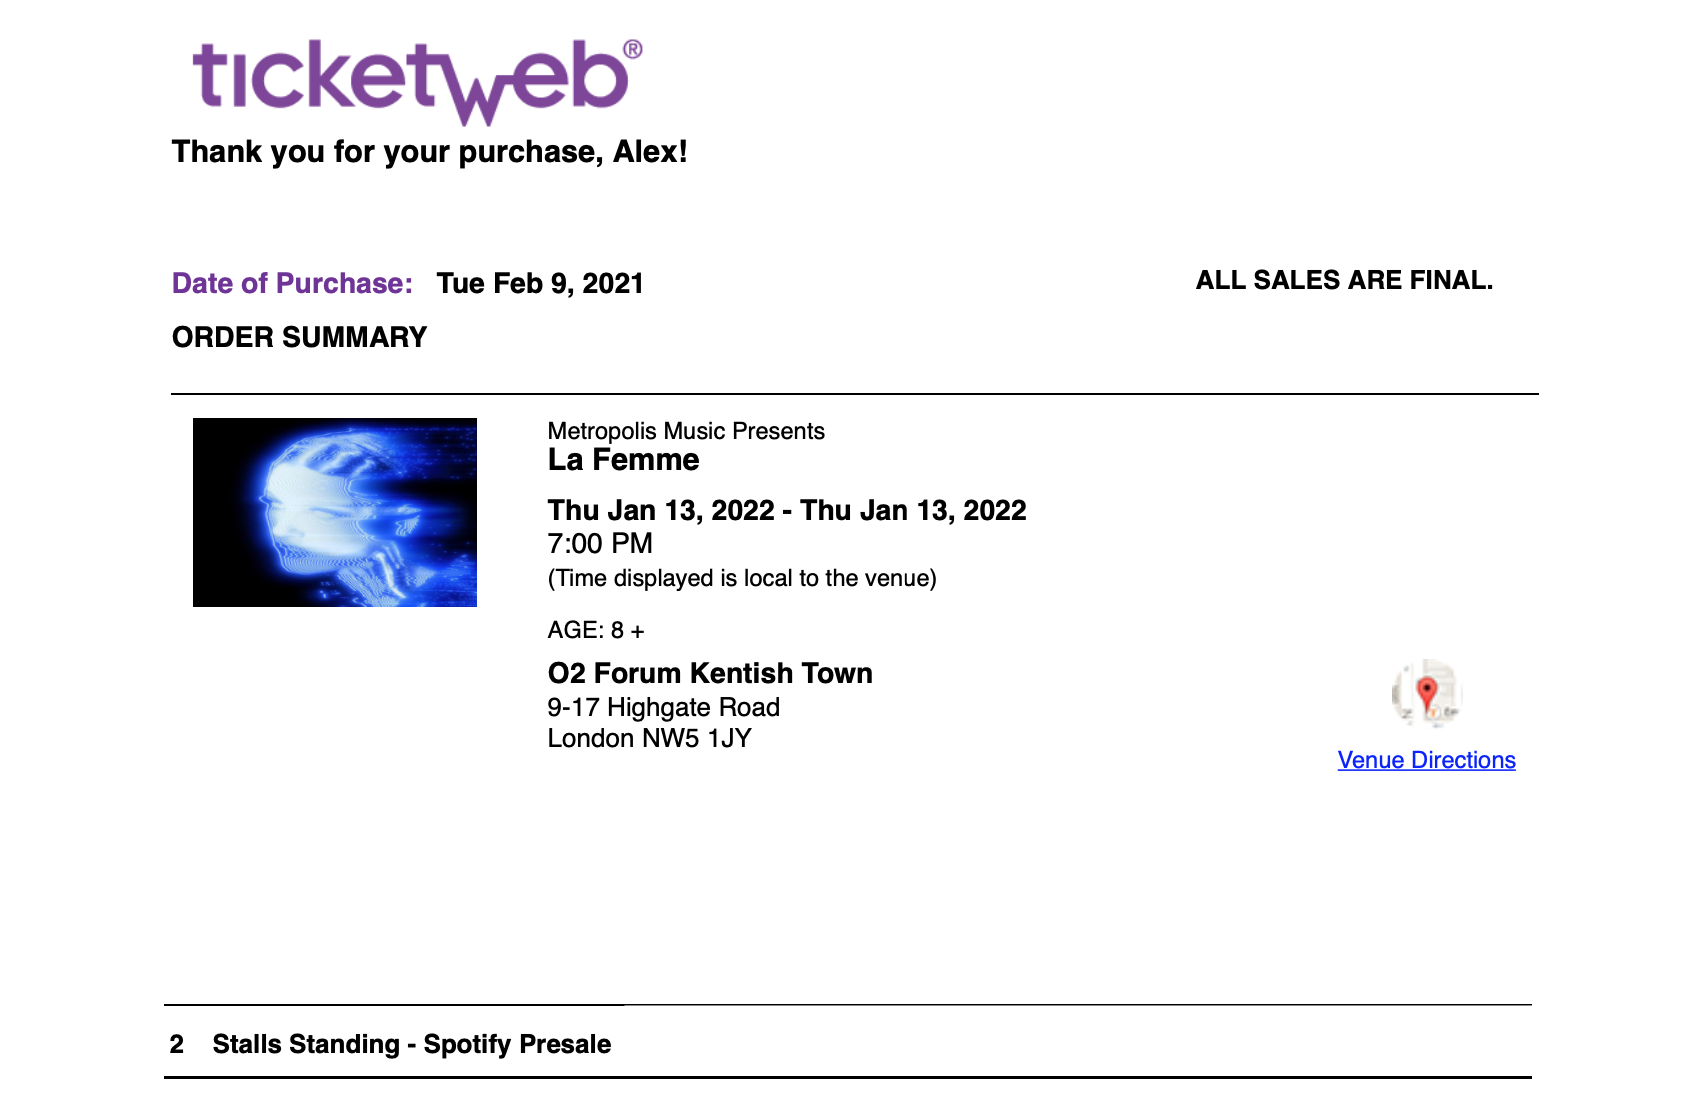 ticketweb®
Thank you for your purchase, Alex!
Date of Purchase: Tue Feb 9, 2021
ALL SALES ARE FINAL.
ORDER SUMMARY
Metropolis Music Presents
La Femme
Thu Jan 13, 2022 - Thu Jan 13, 2022
7:00 PM
(Time displayed is local to the venue)
AGE: 8 +
O2 Forum Kentish Town
9-17 Highgate Road
London NW5 1JY
Venue Directions
2 Stalls Standing - Spotify Presale